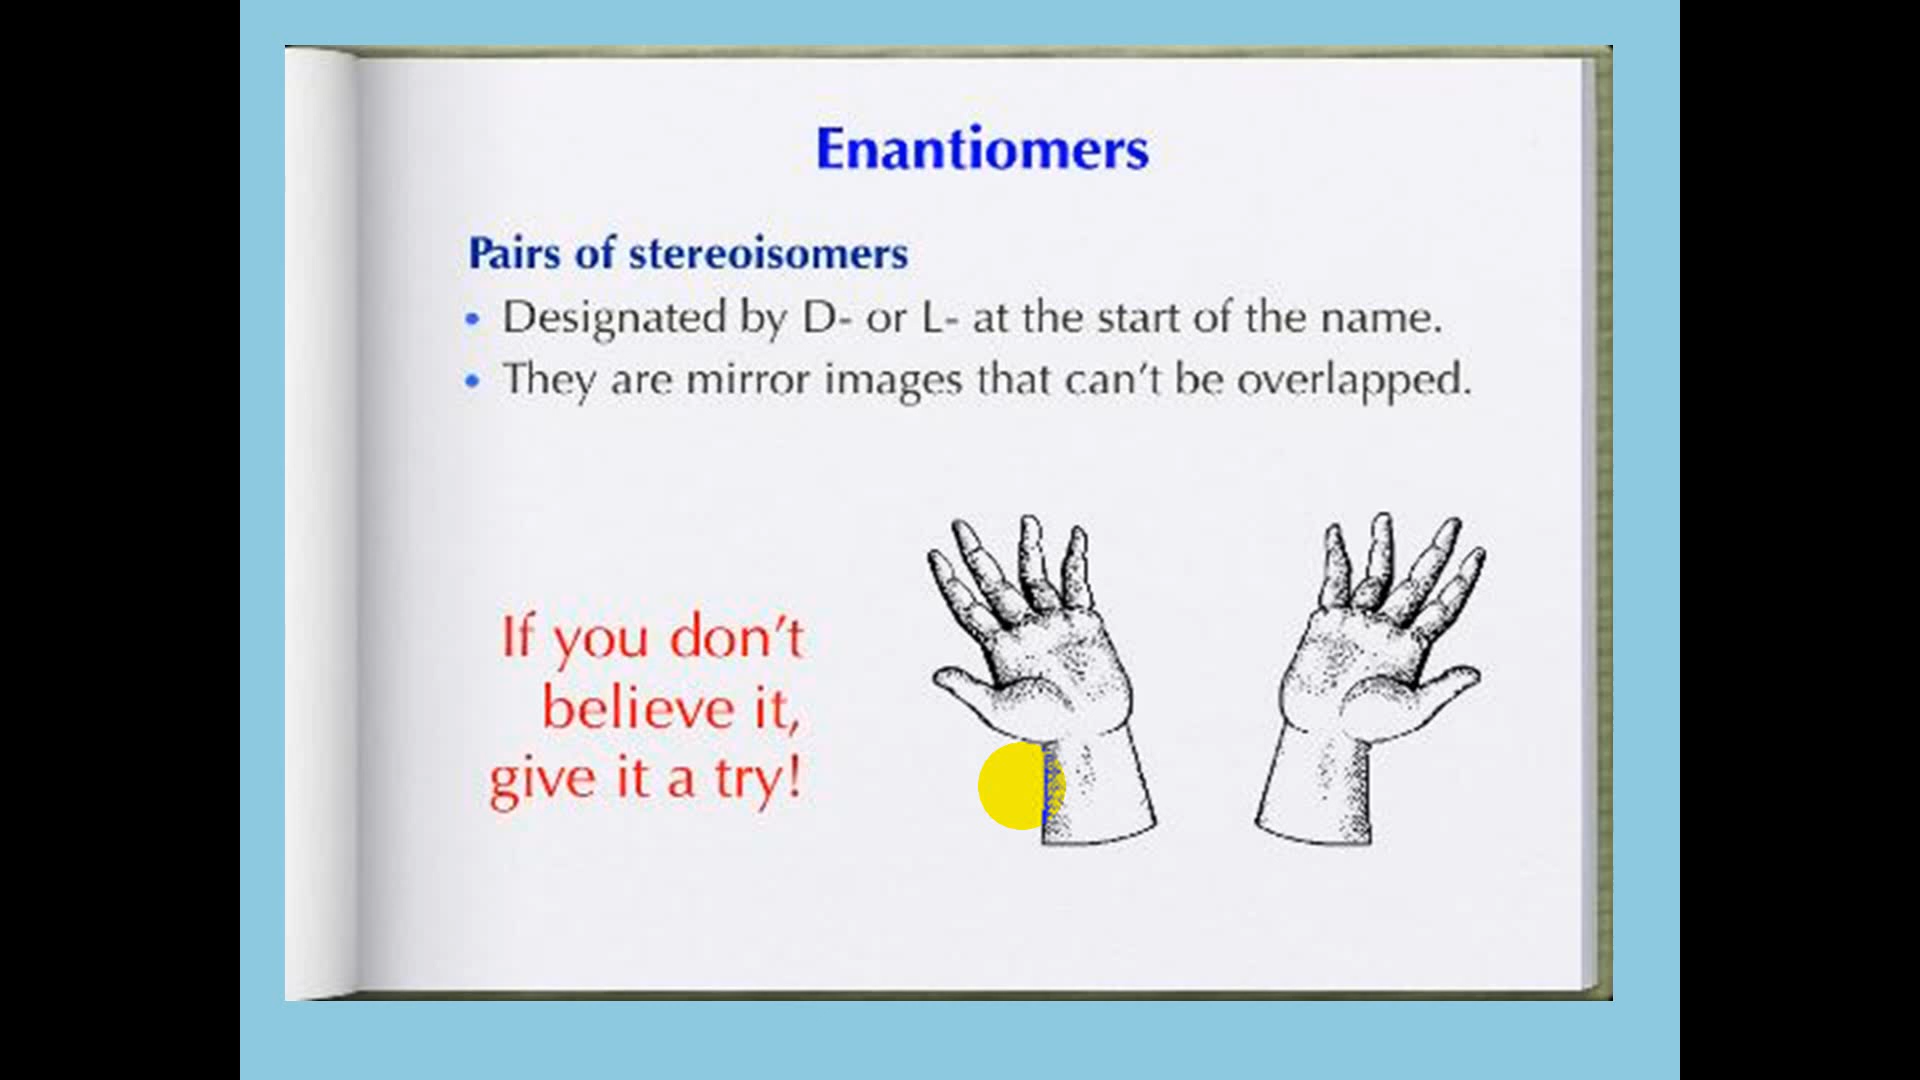 Enantiomers
Pairs of stereoisomers
• Designated by D- or L- at the start of the name.
• They are mirror images that can't be overlapped.
If you don't
believe it,
give it a try!